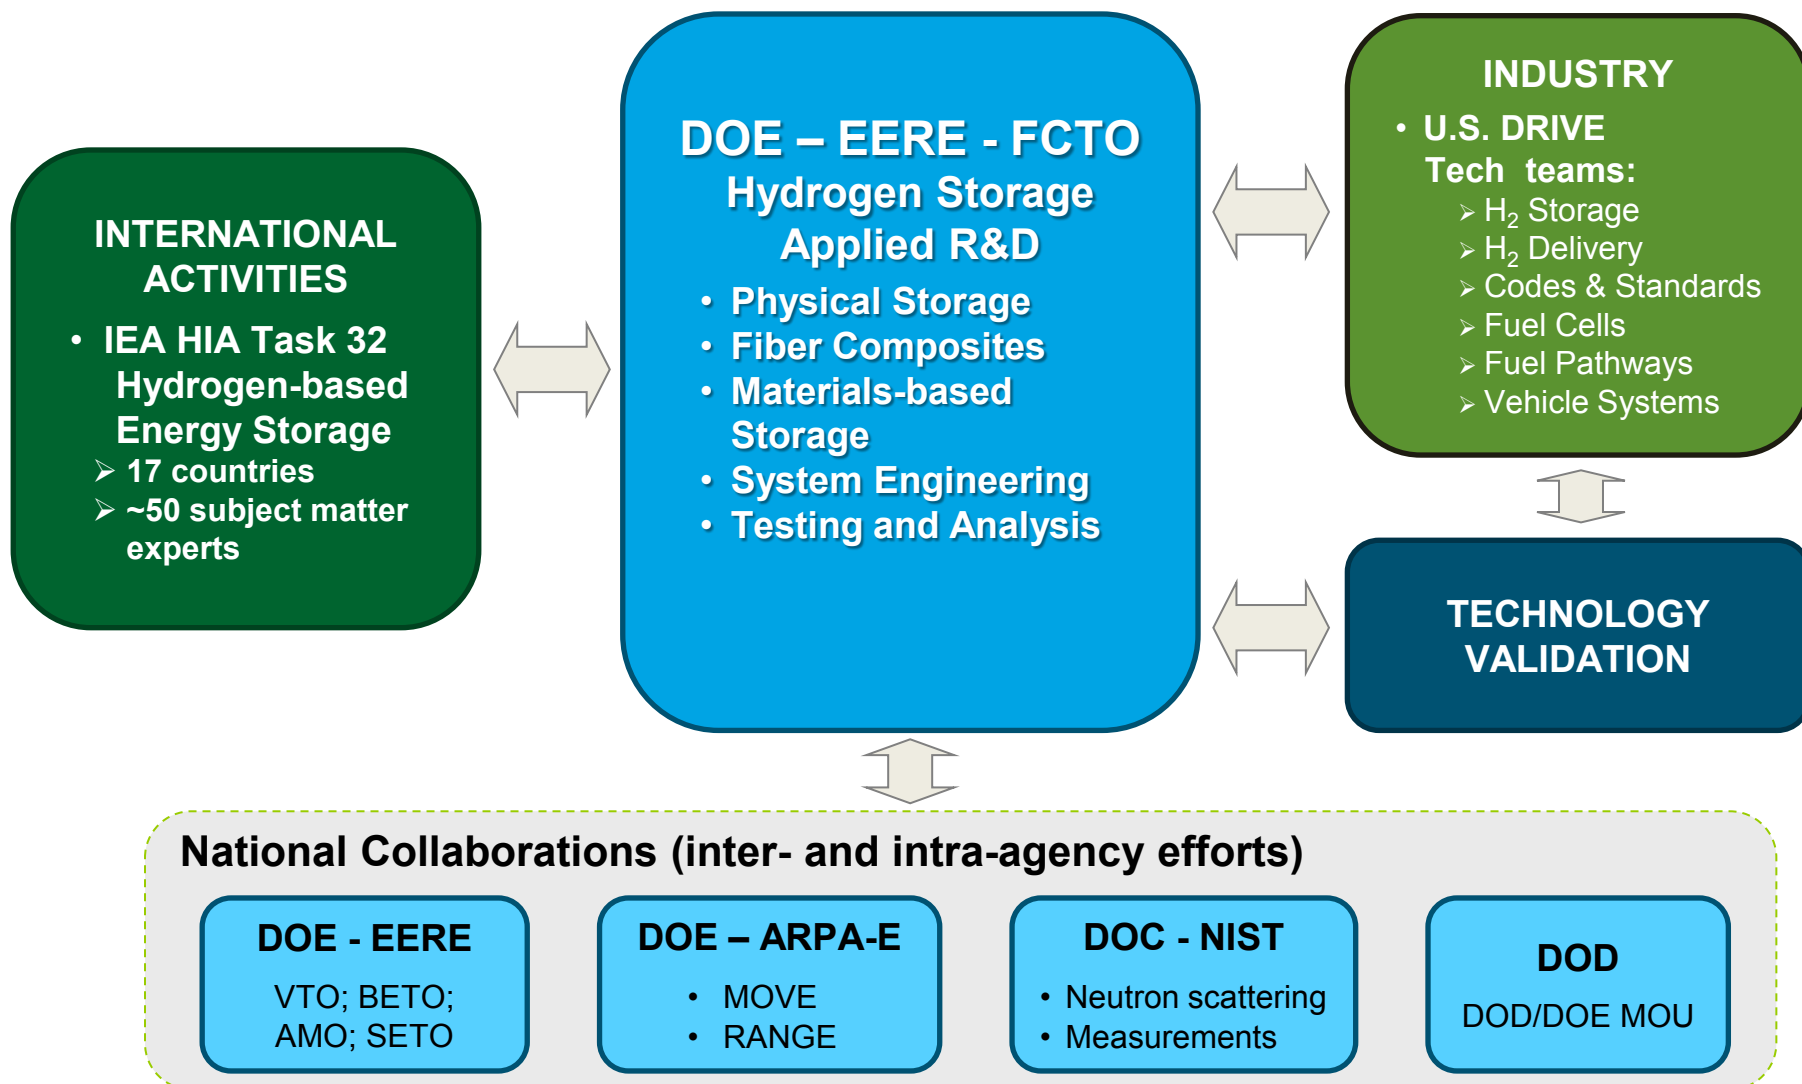 INTERNATIONAL
ACTIVITIES
• IEA HIA Task 32
Hydrogen-based
Energy Storage
➢ 17 countries
➢ ~50 subject matter
experts
DOE – EERE - FCTO
Hydrogen Storage
Applied R&D
• Physical Storage
• Fiber Composites
• Materials-based
Storage
• System Engineering
• Testing and Analysis
INDUSTRY
• U.S. DRIVE
Tech teams:
➢ H₂ Storage
➢ H₂ Delivery
➢ Codes & Standards
➢ Fuel Cells
➢ Fuel Pathways
➢ Vehicle Systems
TECHNOLOGY
VALIDATION
National Collaborations (inter- and intra-agency efforts)
DOE - EERE
VTO; BETO;
AMO; SETO
DOE – ARPA-E
• MOVE
• RANGE
DOC - NIST
• Neutron scattering
• Measurements
DOD
DOD/DOE MOU